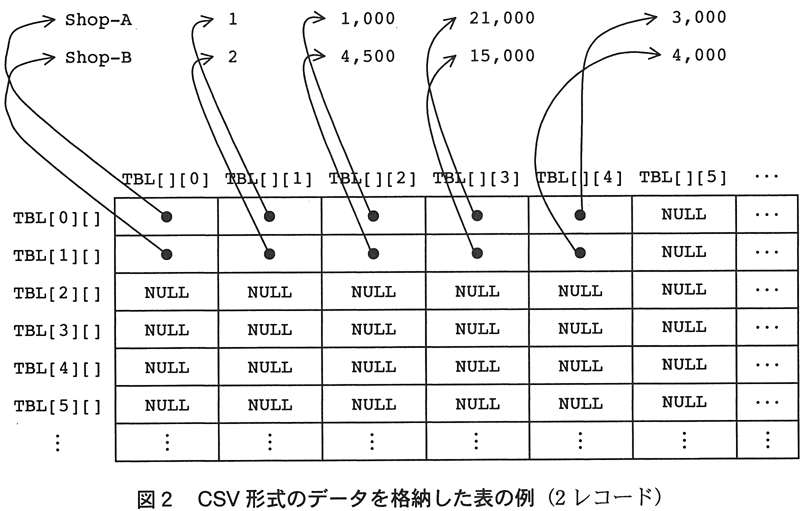 Shop-A 1 1,000 21,000 3,000
Shop-B 2 4,500 15,000 4,000
TBL[][0] TBL[][1] TBL[][2] TBL[][3] TBL[][4] TBL[][5] ...
TBL[0][] NULL ...
TBL[1][] NULL ...
TBL[2][] NULL NULL NULL NULL NULL NULL ...
TBL[3][] NULL NULL NULL NULL NULL NULL ...
TBL[4][] NULL NULL NULL NULL NULL NULL ...
TBL[5][] NULL NULL NULL NULL NULL NULL ...
⋮ ⋮ ⋮ ⋮ ⋮ ⋮ ⋮ ⋮
図2 CSV形式のデータを格納した表の例(2レコード)